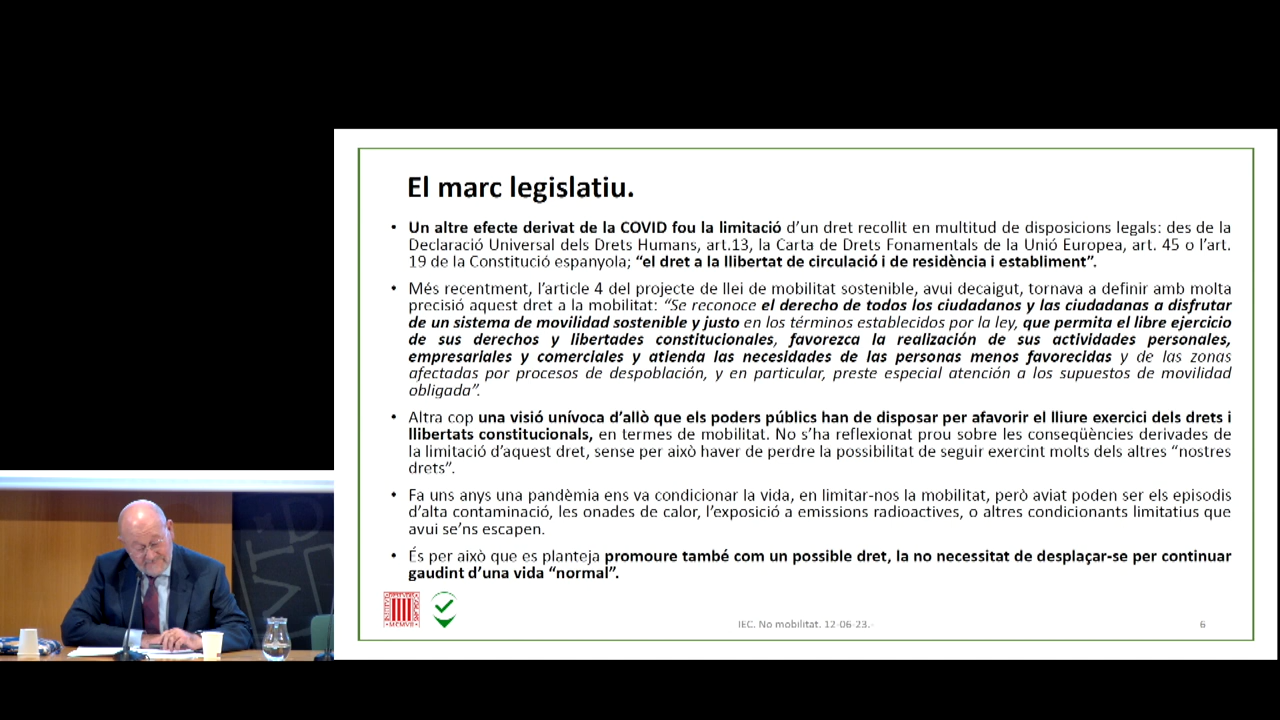 El marc legislatiu.
• Un altre efecte derivat de la COVID fou la limitació d’un dret recollit en multitud de disposicions legals: des de la
Declaració Universal dels Drets Humans, art.13, la Carta de Drets Fonamentals de la Unió Europea, art. 45 o l’art.
19 de la Constitució espanyola; “el dret a la llibertat de circulació i de residència i establiment”.
• Més recentment, l’article 4 del projecte de llei de mobilitat sostenible, avui decaigut, tornava a definir amb molta
precisió aquest dret a la mobilitat: “Se reconoce el derecho de todos los ciudadanos y las ciudadanas a disfrutar
de un sistema de movilidad sostenible y justo en los términos establecidos por la ley, que permita el libre ejercicio
de sus derechos y libertades constitucionales, favorezca la realización de sus actividades personales,
empresariales y comerciales y atienda las necesidades de las personas menos favorecidas y de las zonas
afectadas por procesos de despoblación, y en particular, preste especial atención a los supuestos de movilidad
obligada”.
• Altra cop una visió unívoca d’allò que els poders públics han de disposar per afavorir el lliure exercici dels drets i
llibertats constitucionals, en termes de mobilitat. No s’ha reflexionat prou sobre les conseqüències derivades de
la limitació d’aquest dret, sense per això haver de perdre la possibilitat de seguir exercint molts dels altres “nostres
drets”.
• Fa uns anys una pandèmia ens va condicionar la vida, en limitar-nos la mobilitat, però aviat poden ser els episodis
d’alta contaminació, les onades de calor, l’exposició a emissions radioactives, o altres condicionants limitatius que
avui se’ns escapen.
• És per això que es planteja promoure també com un possible dret, la no necessitat de desplaçar-se per continuar
gaudint d’una vida “normal”.
IEC. No mobilitat. 12-06-23.-
6